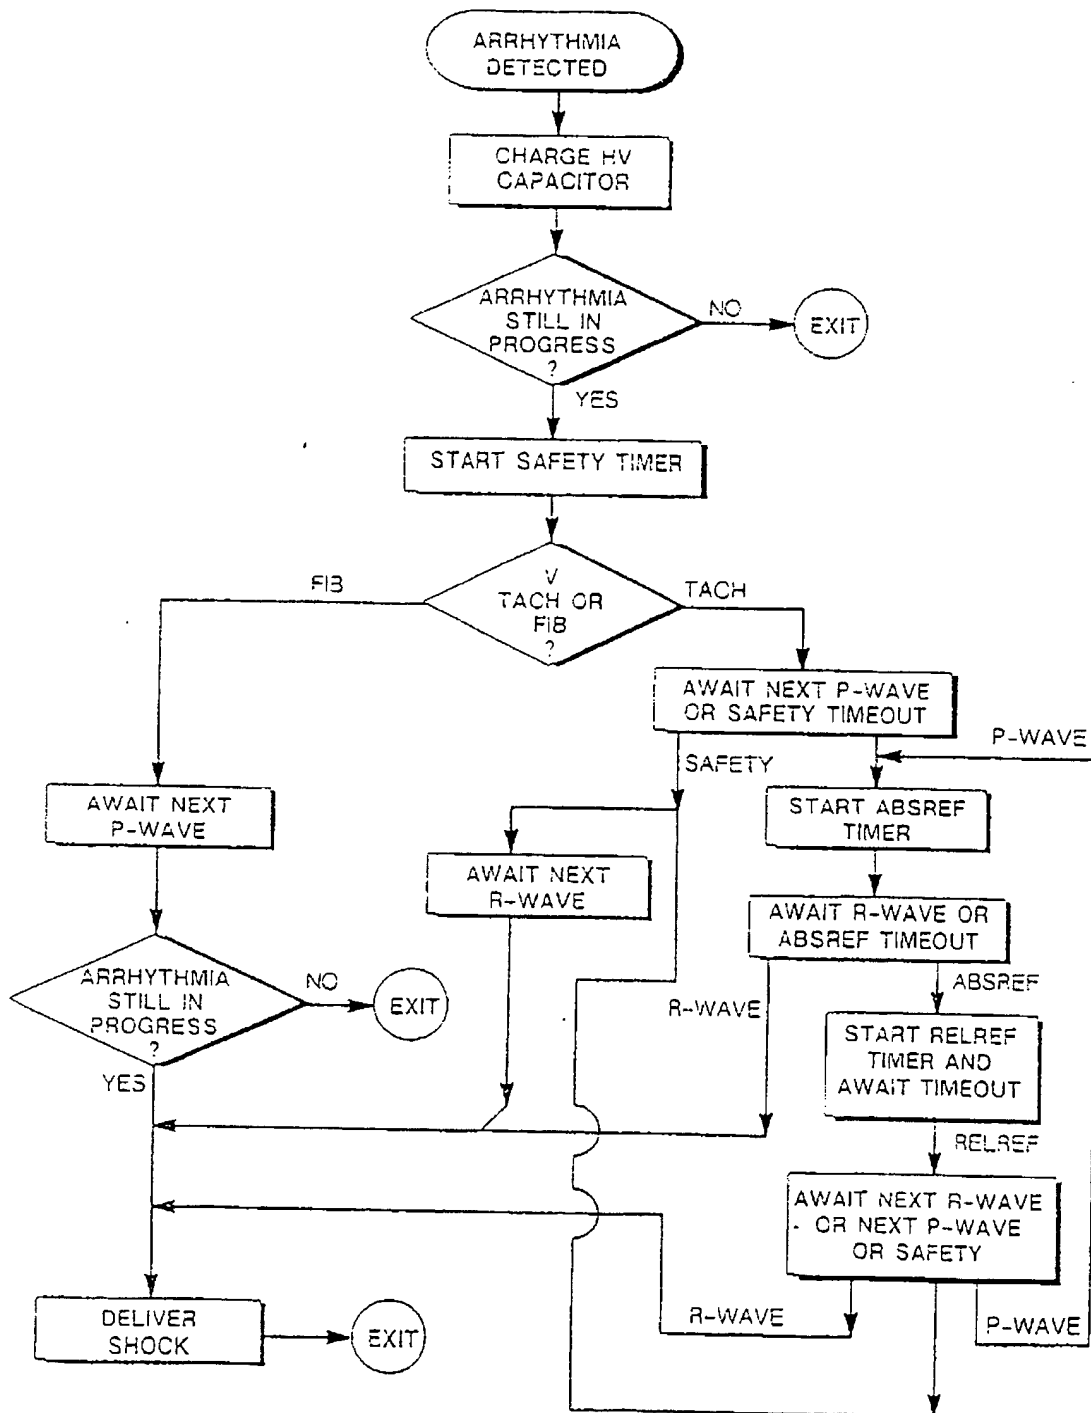 ARRHYTHMIA
DETECTED
CHARGE HV
CAPACITOR
ARRHYTHMIA
STILL IN
PROGRESS
?
NO
EXIT
YES
START SAFETY TIMER
V
TACH OR
FIB
?
FIB
TACH
AWAIT NEXT P-WAVE
OR SAFETY TIMEOUT
SAFETY
P-WAVE
START ABSREF
TIMER
AWAIT NEXT
P-WAVE
AWAIT NEXT
R-WAVE
AWAIT R-WAVE OR
ABSREF TIMEOUT
ARRHYTHMIA
STILL IN
PROGRESS
?
NO
EXIT
YES
R-WAVE
ABSREF
START RELREF
TIMER AND
AWAIT TIMEOUT
RELREF
AWAIT NEXT R-WAVE
OR NEXT P-WAVE
OR SAFETY
R-WAVE
P-WAVE
DELIVER
SHOCK
EXIT